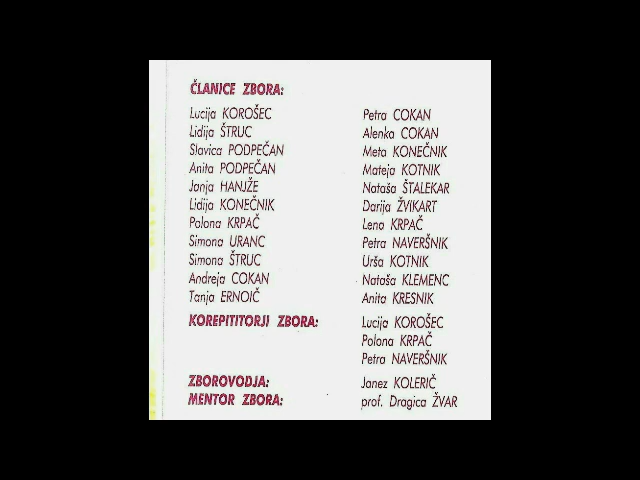 ČLANICE ZBORA:
Lucija KOROŠEC
Lidija ŠTRUC
Slavica PODPEČAN
Anita PODPEČAN
Janja HANJŽE
Lidija KONEČNIK
Polona KRPAČ
Simona URANC
Simona ŠTRUC
Andreja COKAN
Tanja ERNOIČ
Petra COKAN
Alenka COKAN
Meta KONEČNIK
Mateja KOTNIK
Nataša ŠTALEKAR
Darija ŽVIKART
Lena KRPAČ
Petra NAVERŠNIK
Urša KOTNIK
Nataša KLEMENC
Anita KRESNIK
KOREPITITORJI ZBORA:
Lucija KOROŠEC
Polona KRPAČ
Petra NAVERŠNIK
ZBOROVODJA: Janez KOLERIČ
MENTOR ZBORA: prof. Dragica ŽVAR